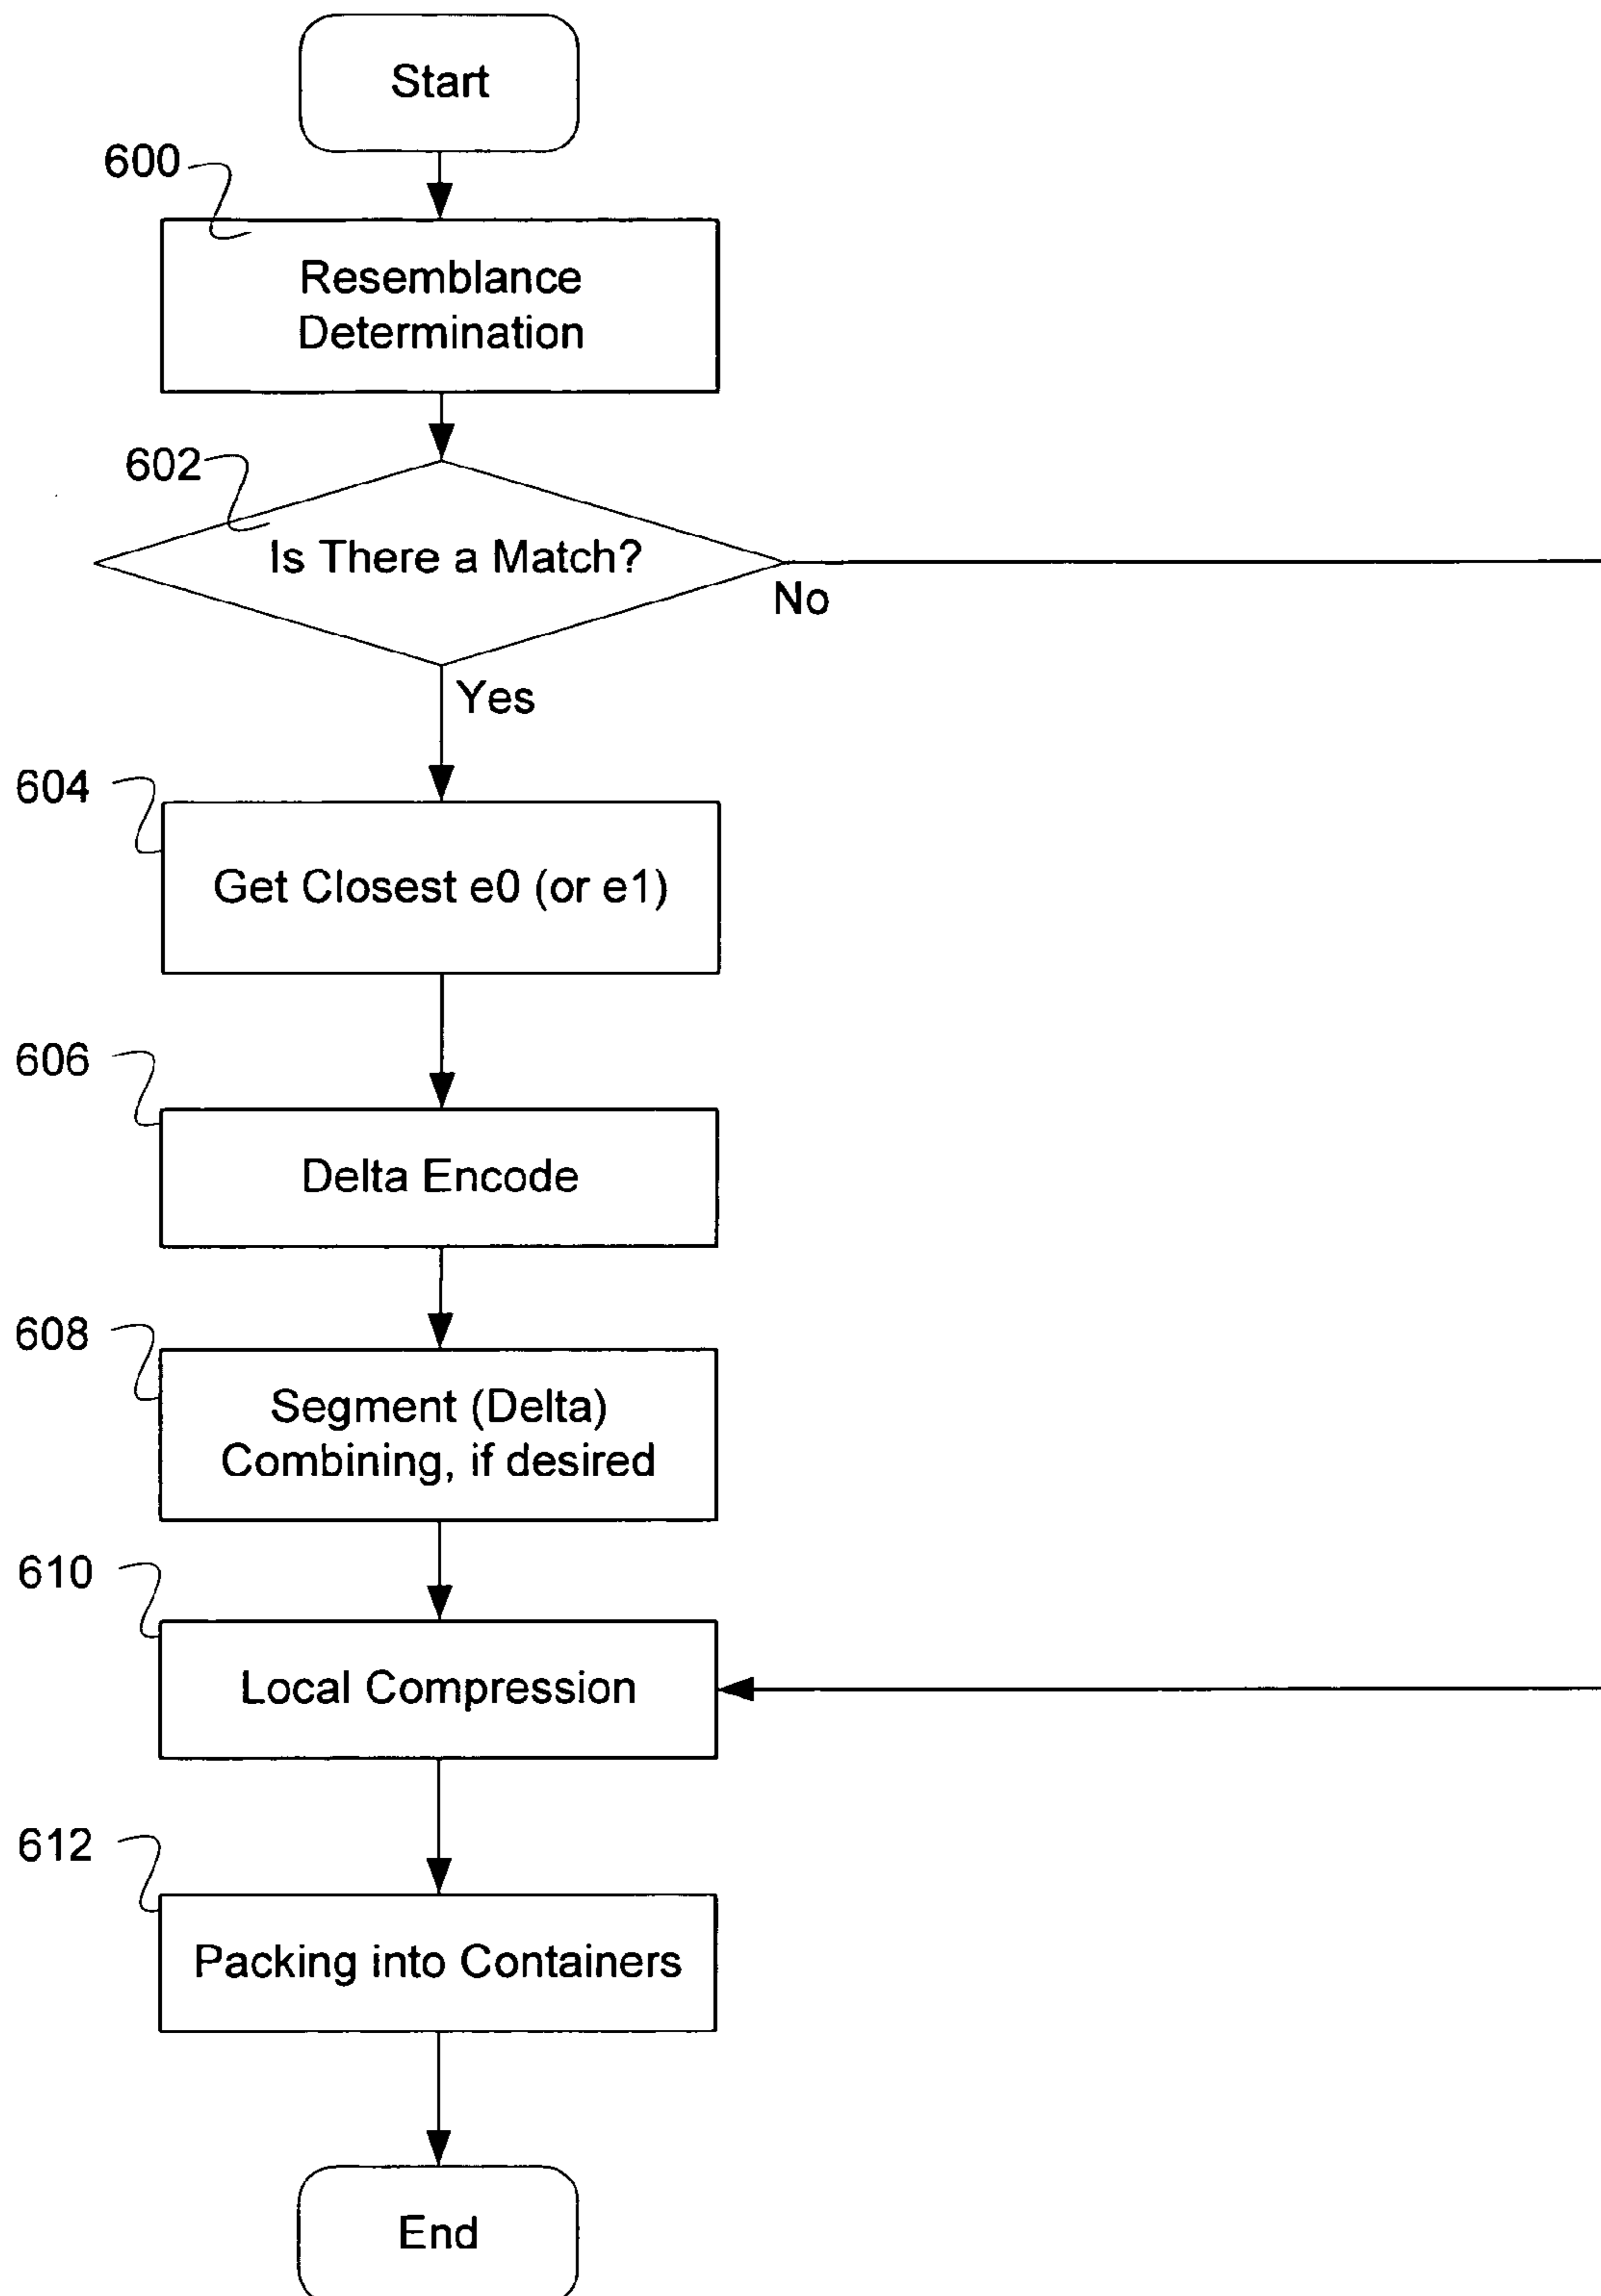 Start
600
Resemblance
Determination
602
Is There a Match?
No
Yes
604
Get Closest e0 (or e1)
606
Delta Encode
608
Segment (Delta)
Combining, if desired
610
Local Compression
612
Packing into Containers
End